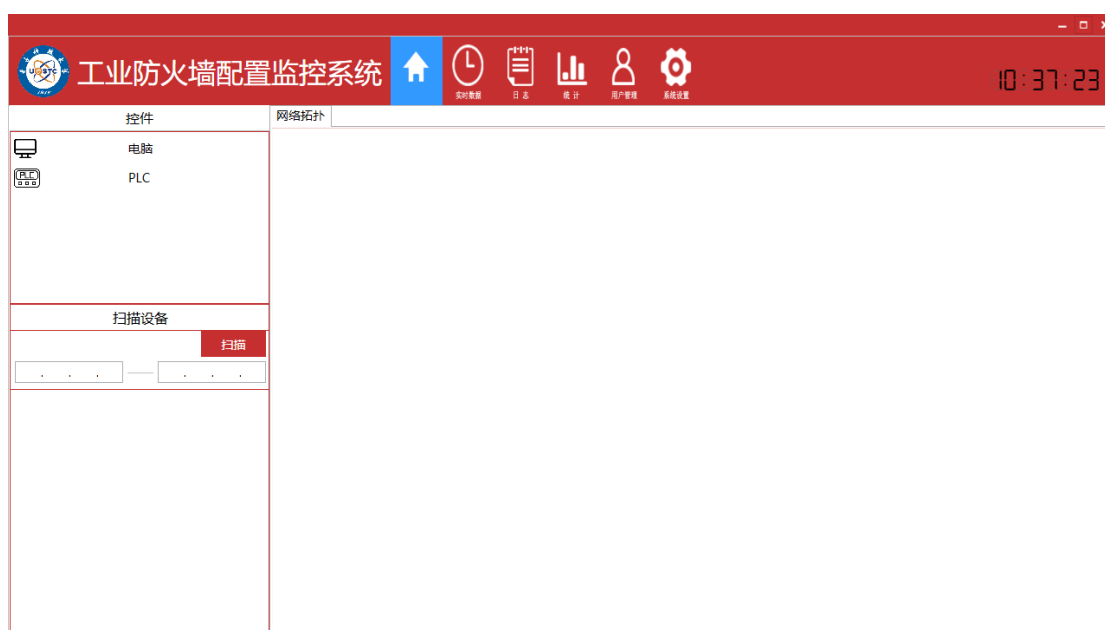 工业防火墙配置监控系统
实时数据
日志
统计
用户管理
系统设置
10:37:23
控件
网络拓扑
电脑
PLC
PLC
扫描设备
扫描
. . . — . . .